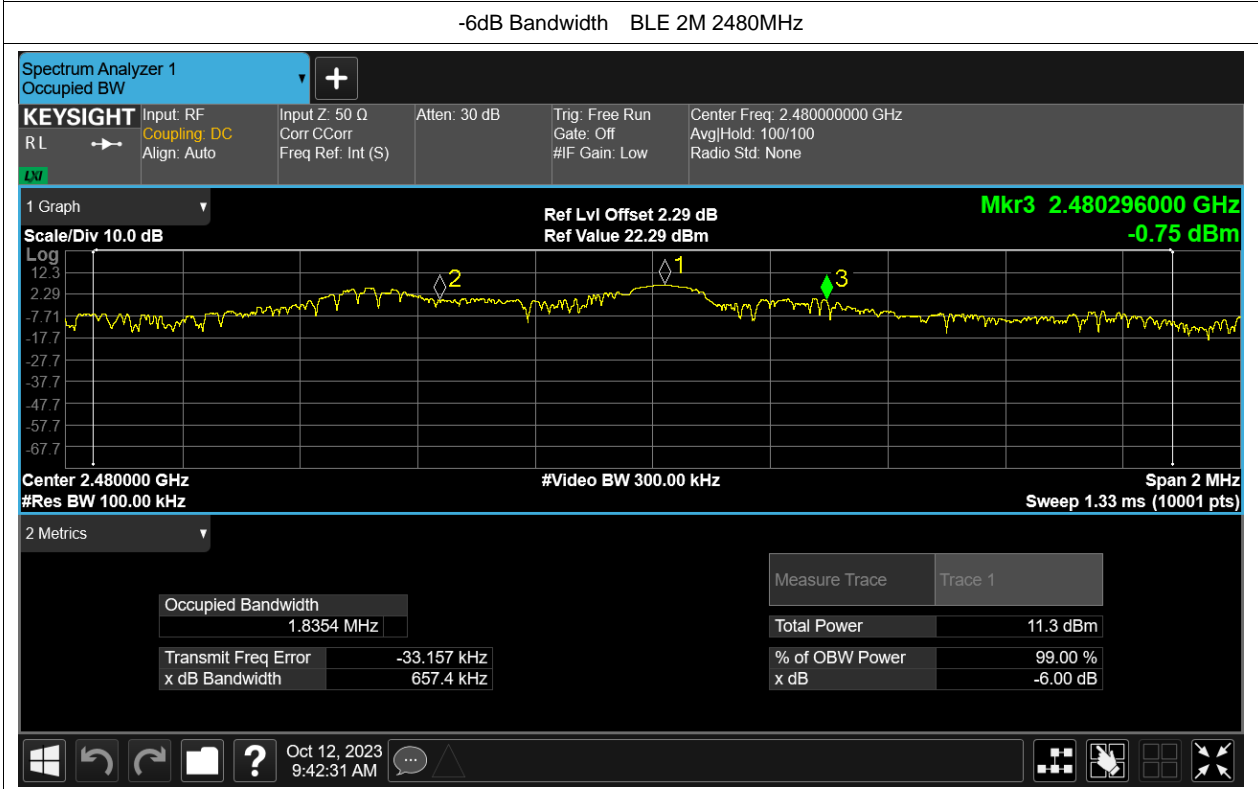 -6dB Bandwidth BLE 2M 2480MHz
Spectrum Analyzer 1
Occupied BW
KEYSIGHT
RL
LXI
Input: RF
Coupling: DC
Align: Auto
Input Z: 50 Ω
Corr CCorr
Freq Ref: Int (S)
Atten: 30 dB
Trig: Free Run
Gate: Off
#IF Gain: Low
Center Freq: 2.480000000 GHz
Avg|Hold: 100/100
Radio Std: None
1 Graph
Scale/Div 10.0 dB
Ref Lvl Offset 2.29 dB
Ref Value 22.29 dBm
Mkr3 2.480296000 GHz
-0.75 dBm
Log
12.3
2.29
-7.71
-17.7
-27.7
-37.7
-47.7
-57.7
-67.7
2
1
3
Center 2.480000 GHz
#Res BW 100.00 kHz
#Video BW 300.00 kHz
Span 2 MHz
Sweep 1.33 ms (10001 pts)
2 Metrics
Occupied Bandwidth
1.8354 MHz
Transmit Freq Error -33.157 kHz
x dB Bandwidth 657.4 kHz
Measure Trace Trace 1
Total Power 11.3 dBm
% of OBW Power 99.00 %
x dB -6.00 dB
?
Oct 12, 2023
9:42:31 AM